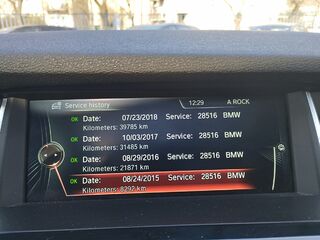 Service history 12:29 A ROCK
OK Date: 07/23/2018 Service: 28516 BMW
Kilometers: 39785 km
OK Date: 10/03/2017 Service: 28516 BMW
Kilometers: 31485 km
OK Date: 08/29/2016 Service: 28516 BMW
Kilometers: 21871 km
OK Date: 08/24/2015 Service: 28516 BMW
Kilometers: 8292 km